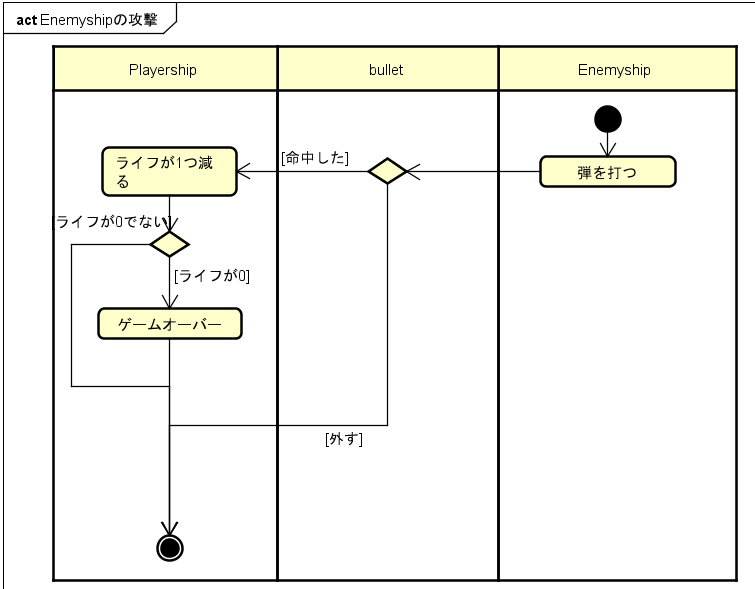 act Enemyshipの攻撃
Playership
bullet
Enemyship
[命中した]
ライフが1つ減
る
弾を打つ
[ライフが0でない]
[ライフが0]
ゲームオーバー
[外す]